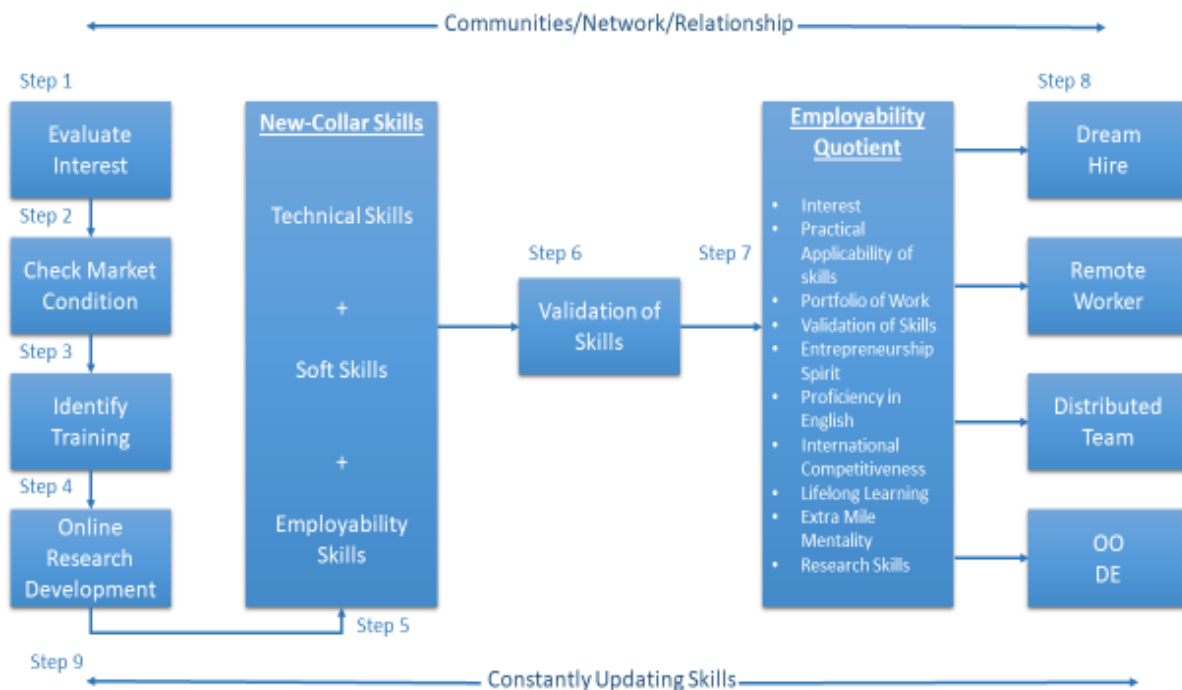 Communities/Network/Relationship
Step 1
Evaluate
Interest
Step 2
Check Market
Condition
Step 3
Identify
Training
Step 4
Online
Research
Development
Step 5
New-Collar Skills
Technical Skills
+
Soft Skills
+
Employability
Skills
Step 6
Validation of
Skills
Step 7
Employability
Quotient
• Interest
• Practical
Applicability of
skills
• Portfolio of Work
• Validation of Skills
• Entrepreneurship
Spirit
• Proficiency in
English
• International
Competitiveness
• Lifelong Learning
• Extra Mile
Mentality
• Research Skills
Step 8
Dream
Hire
Remote
Worker
Distributed
Team
OO
DE
Step 9
Constantly Updating Skills